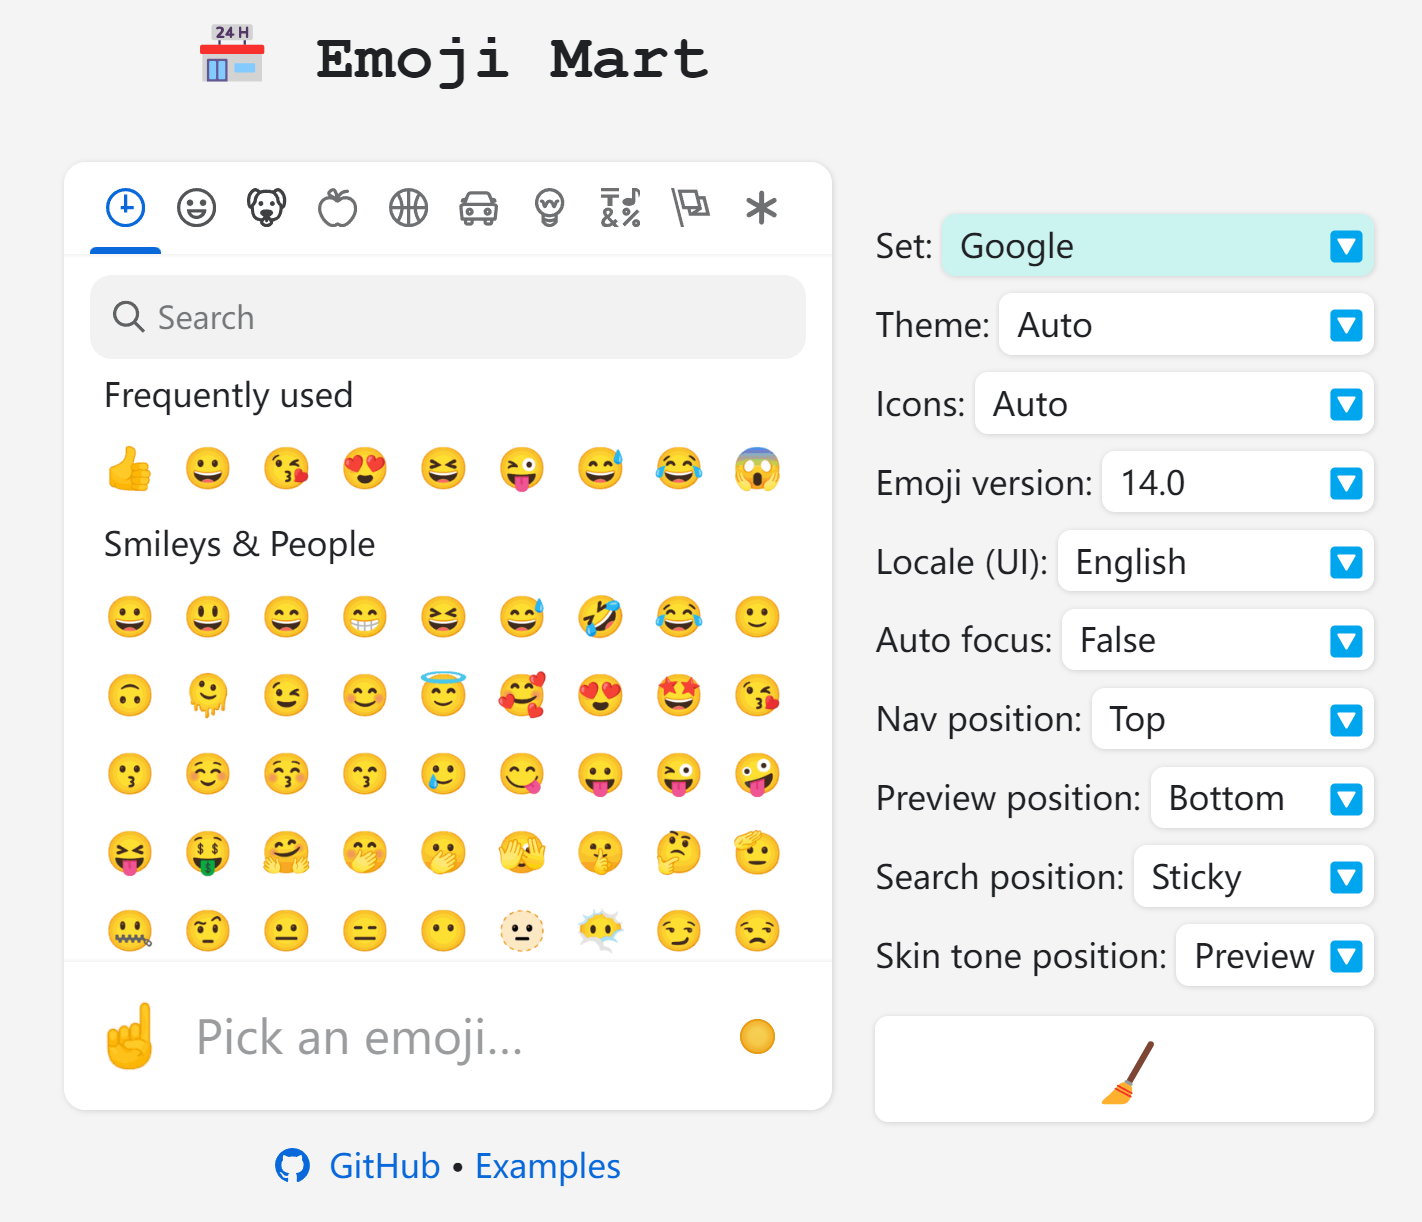 24 H
Emoji Mart
Search
Frequently used
Smileys & People
Pick an emoji...
GitHub • Examples
Set: Google
Theme: Auto
Icons: Auto
Emoji version: 14.0
Locale (UI): English
Auto focus: False
Nav position: Top
Preview position: Bottom
Search position: Sticky
Skin tone position: Preview